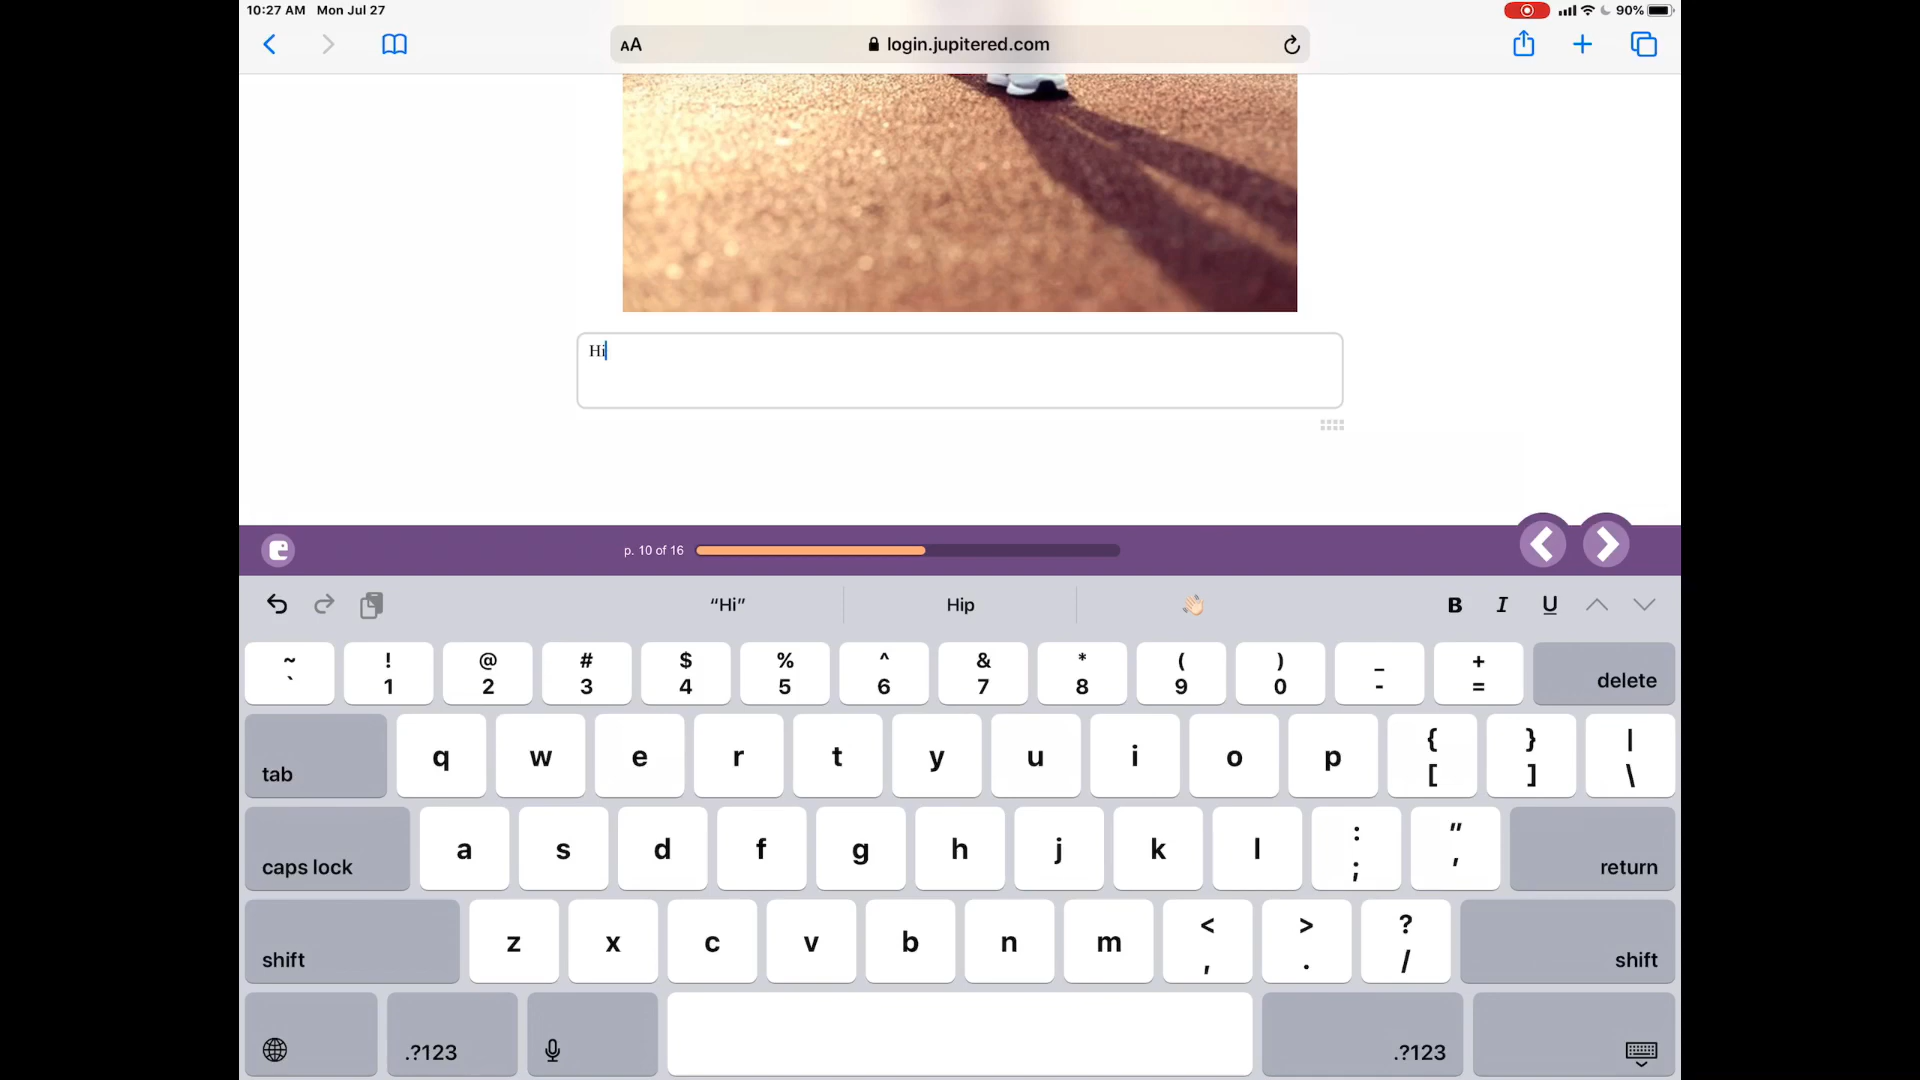 10:27 AM Mon Jul 27
90%
AA login.jupitered.com
Hi
p. 10 of 16
“Hi” Hip B I U
~ ! @ # $ % ^ & * ( ) _ +
` 1 2 3 4 5 6 7 8 9 0 - = delete
tab q w e r t y u i o p { [ } ] | \
caps lock a s d f g h j k l : ; " ' return
shift z x c v b n m < , > . ? / shift
.?123 .?123